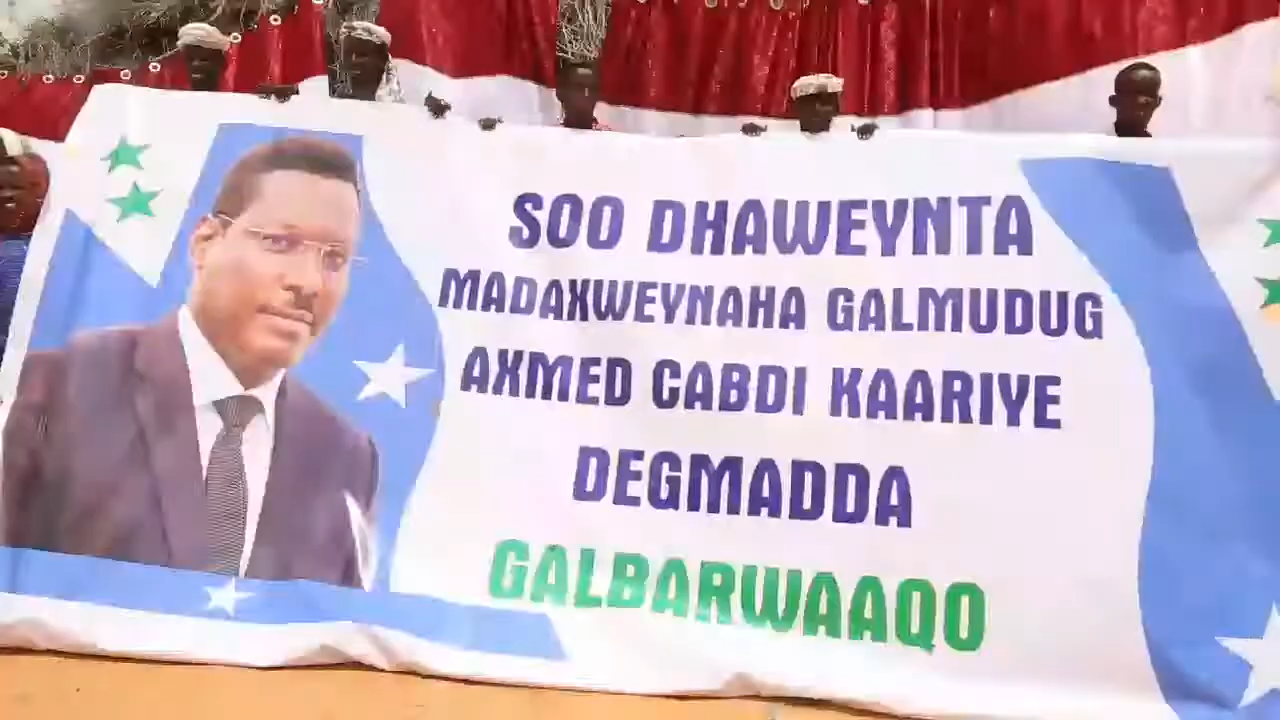 SOO DHAWEYNTA
MADAXWEYNAHA GALMUDUG
AXMED CABDI KAARIYE
DEGMADDA
GALBARWAAQO